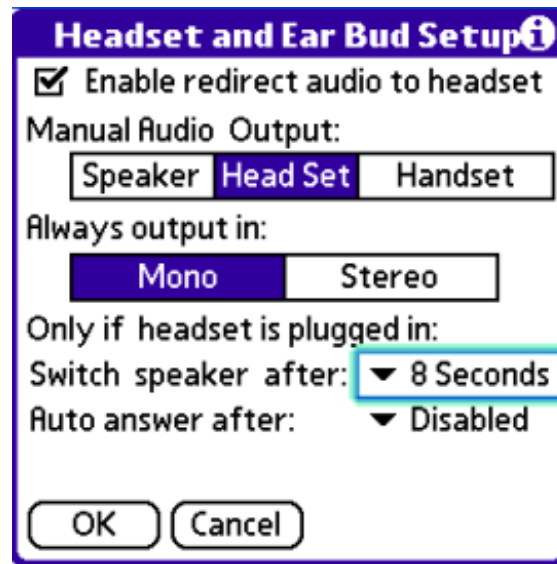 Headset and Ear Bud Setup
Enable redirect audio to headset
Manual Audio Output:
Speaker Head Set Handset
Always output in:
Mono Stereo
Only if headset is plugged in:
Switch speaker after: 8 Seconds
Auto answer after: Disabled
OK Cancel